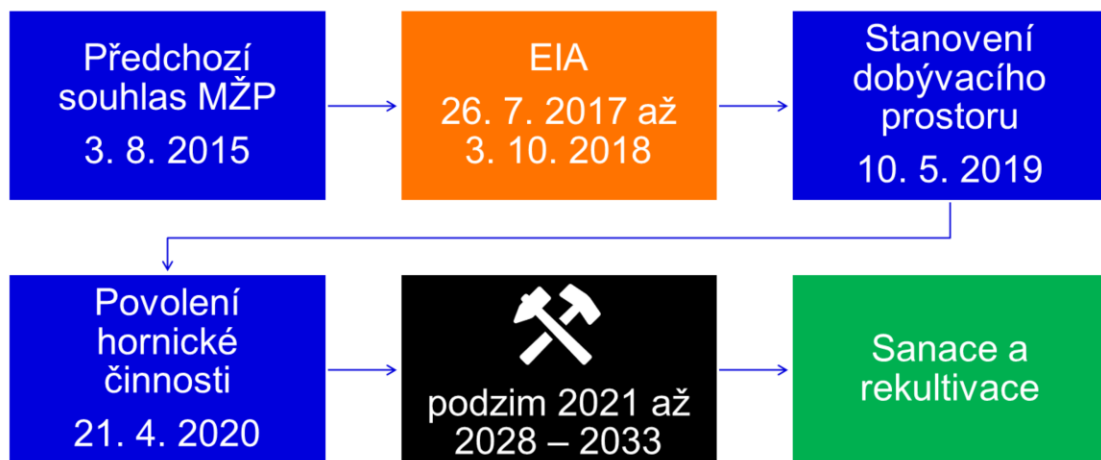 Předchozí
souhlas MŽP
3. 8. 2015
EIA
26. 7. 2017 až
3. 10. 2018
Stanovení
dobývacího
prostoru
10. 5. 2019
Povolení
hornické
činnosti
21. 4. 2020
podzim 2021 až
2028 – 2033
Sanace a
rekultivace